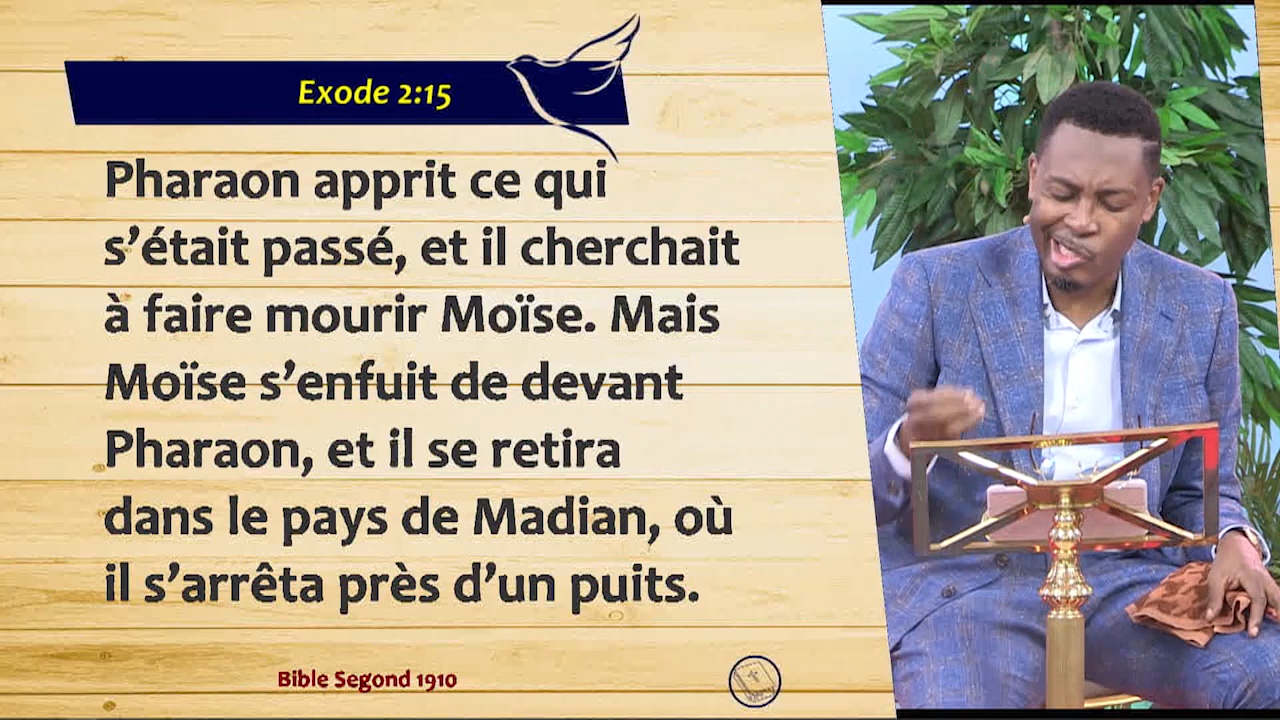 Exode 2:15
Pharaon apprit ce qui
s’était passé, et il cherchait
à faire mourir Moïse. Mais
Moïse s’enfuit de devant
Pharaon, et il se retira
dans le pays de Madian, où
il s’arrêta près d’un puits.
Bible Segond 1910